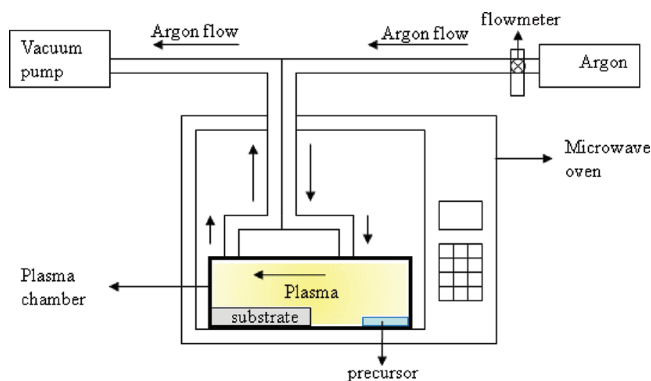 flowmeter
Argon flow
Argon flow
Vacuum
pump
Argon
Microwave
oven
Plasma
chamber
Plasma
substrate
precursor